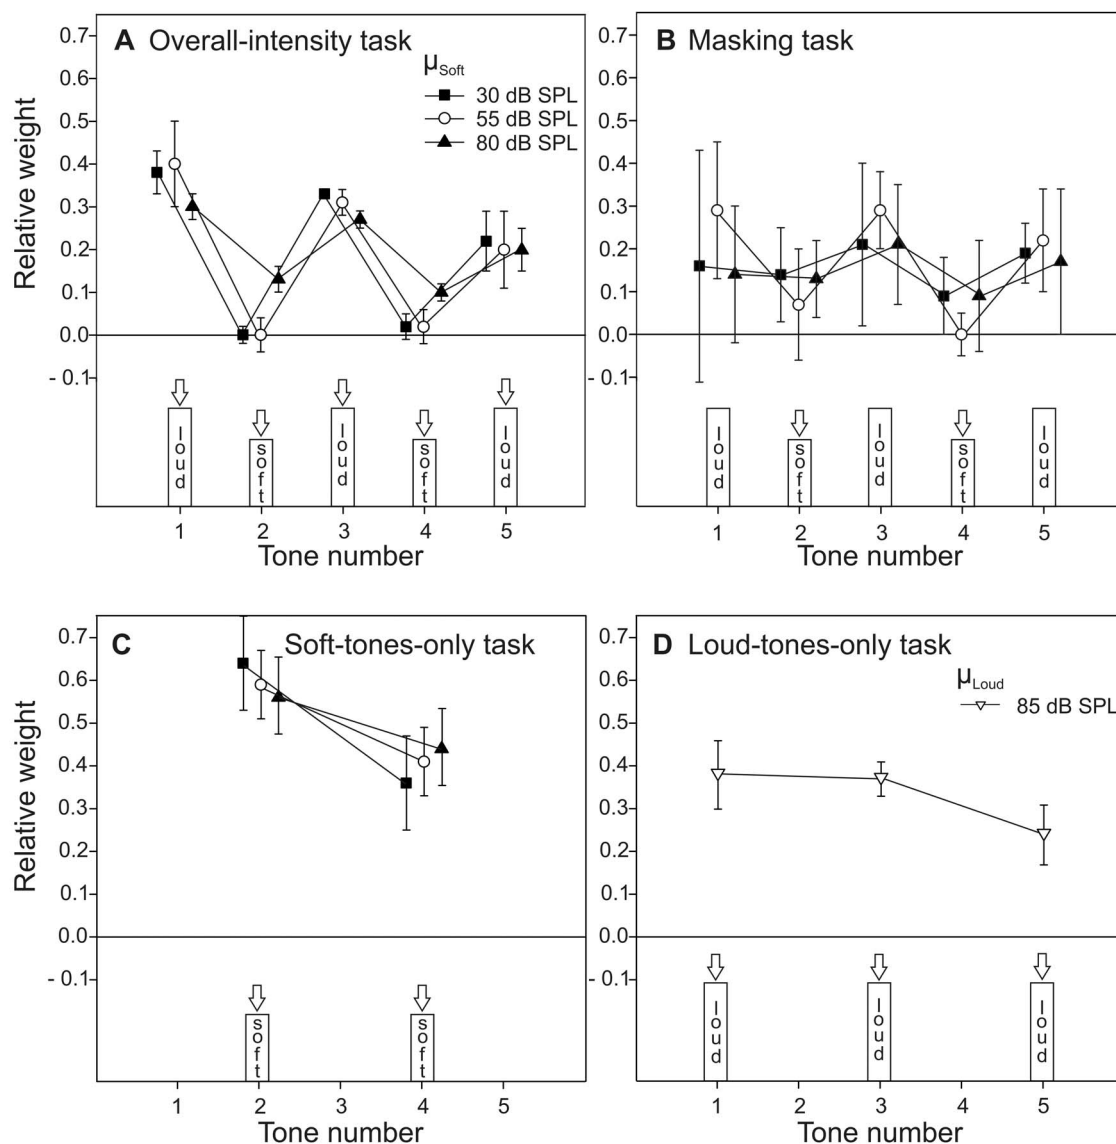 A Overall-intensity task
μSoft
30 dB SPL
55 dB SPL
80 dB SPL
Relative weight
0.7
0.6
0.5
0.4
0.3
0.2
0.1
0.0
- 0.1
loud
soft
loud
soft
loud
1 2 3 4 5
Tone number
B Masking task
Relative weight
0.7
0.6
0.5
0.4
0.3
0.2
0.1
0.0
- 0.1
loud
soft
loud
soft
loud
1 2 3 4 5
Tone number
C Soft-tones-only task
Relative weight
0.7
0.6
0.5
0.4
0.3
0.2
0.1
0.0
- 0.1
soft
soft
1 2 3 4 5
Tone number
D Loud-tones-only task
μLoud
85 dB SPL
Relative weight
0.7
0.6
0.5
0.4
0.3
0.2
0.1
0.0
- 0.1
loud
loud
loud
1 2 3 4 5
Tone number